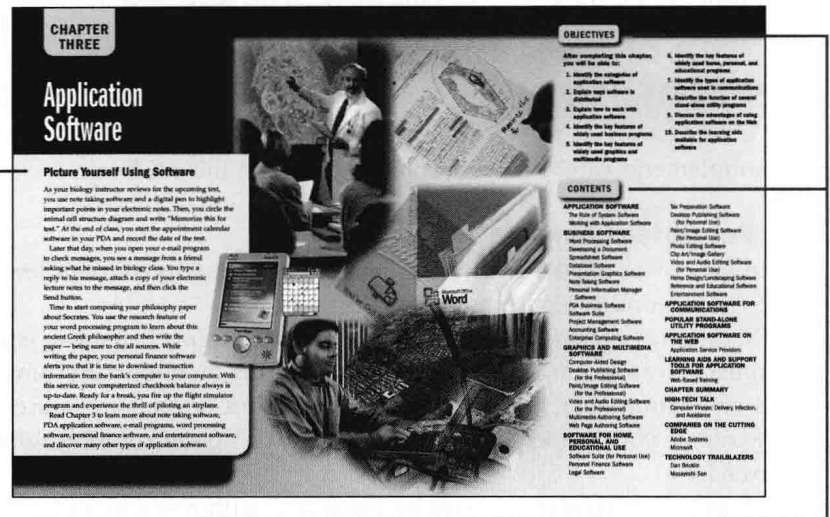 CHAPTER
THREE
Application
Software
Picture Yourself Using Software
As your biology instructor reviews for the upcoming test,
you use note taking software and a digital pen to highlight
important points in your electronic notes. Then, you circle the
animal cell structure diagram and write "Memorize this for
test." At the end of class, you start the appointment calendar
software in your PDA and record the date of the test.
Later that day, when you open your e-mail program
to check messages, you see a message from a friend
asking what he missed in biology class. You type a
reply to his message, attach a copy of your electronic
lecture notes to the message, and then click the
Send button.
Time to start composing your philosophy paper
about Socrates. You use the research feature of
your word processing program to learn about this
ancient Greek philosopher and then write the
paper — being sure to cite all sources. While
writing the paper, your personal finance software
alerts you that it is time to download transaction
information from the bank's computer to your computer. With
this service, your computerized checkbook balance always is
up-to-date. Ready for a break, you fire up the flight simulator
program and experience the thrill of piloting an airplane.
Read Chapter 3 to learn more about note taking software,
PDA application software, e-mail programs, word processing
software, personal finance software, and entertainment software,
and discover many other types of application software.
Microsoft Office
Word
OBJECTIVES
After completing this chapter,
you will be able to:
1. Identify the categories of
application software
2. Explain ways software is
distributed
3. Explain how to work with
application software
4. Identify the key features of
widely used business programs
5. Identify the key features of
widely used graphics and
multimedia programs
6. Identify the key features of
widely used home, personal, and
educational programs
7. Identify the types of application
software used in communications
8. Describe the function of several
stand-alone utility programs
9. Discuss the advantages of using
application software on the Web
10. Describe the learning aids
available for application
software
CONTENTS
APPLICATION SOFTWARE
The Role of System Software
Working with Application Software
BUSINESS SOFTWARE
Word Processing Software
Developing a Document
Spreadsheet Software
Database Software
Presentation Graphics Software
Note Taking Software
Personal Information Manager
Software
PDA Business Software
Software Suite
Project Management Software
Accounting Software
Enterprise Computing Software
GRAPHICS AND MULTIMEDIA
SOFTWARE
Computer-Aided Design
Desktop Publishing Software
(for the Professional)
Paint/Image Editing Software
(for the Professional)
Video and Audio Editing Software
(for the Professional)
Multimedia Authoring Software
Web Page Authoring Software
SOFTWARE FOR HOME,
PERSONAL, AND
EDUCATIONAL USE
Software Suite (for Personal Use)
Personal Finance Software
Legal Software
Tax Preparation Software
Desktop Publishing Software
(for Personal Use)
Paint/Image Editing Software
(for Personal Use)
Photo Editing Software
Clip Art/Image Gallery
Video and Audio Editing Software
(for Personal Use)
Home Design/Landscaping Software
Reference and Educational Software
Entertainment Software
APPLICATION SOFTWARE FOR
COMMUNICATIONS
POPULAR STAND-ALONE
UTILITY PROGRAMS
APPLICATION SOFTWARE ON
THE WEB
Application Service Providers
LEARNING AIDS AND SUPPORT
TOOLS FOR APPLICATION
SOFTWARE
Web-Based Training
CHAPTER SUMMARY
HIGH-TECH TALK
Computer Viruses: Delivery, Infection,
and Avoidance
COMPANIES ON THE CUTTING
EDGE
Adobe Systems
Microsoft
TECHNOLOGY TRAILBLAZERS
Dan Bricklin
Masayoshi Son